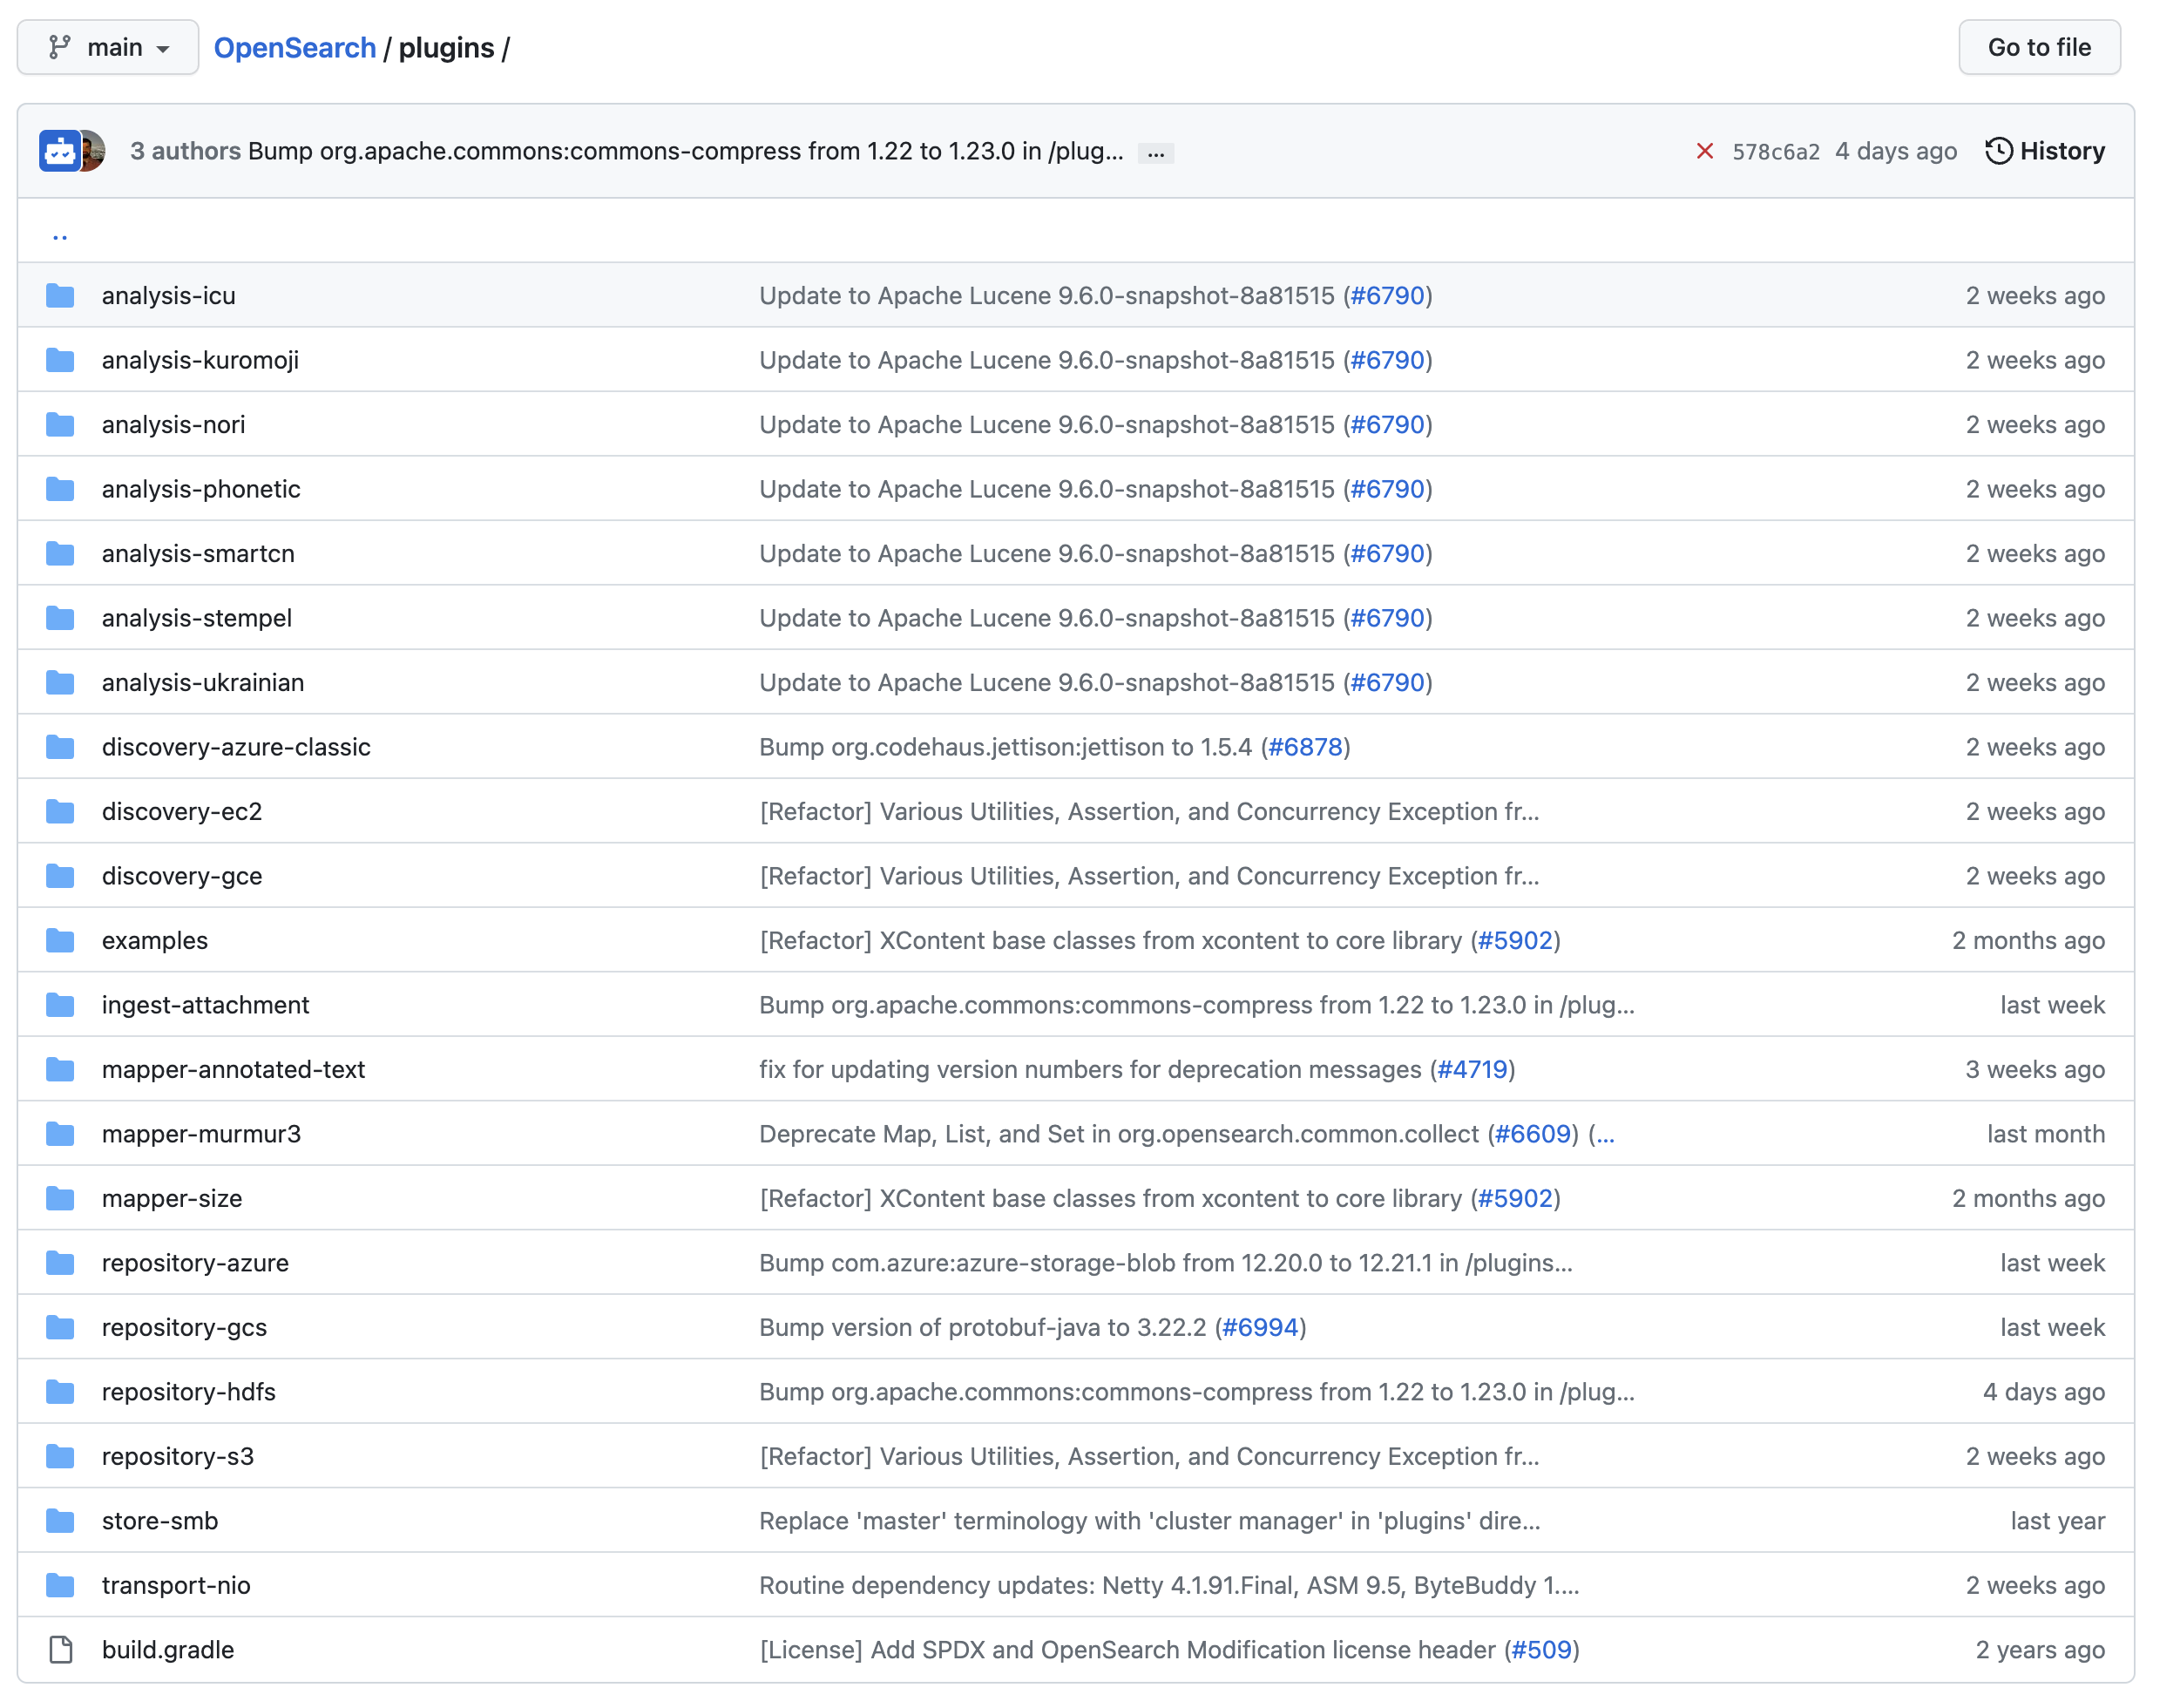 main
OpenSearch / plugins /
Go to file
3 authors Bump org.apache.commons:commons-compress from 1.22 to 1.23.0 in /plug... ... 578c6a2 4 days ago History
..
analysis-icu Update to Apache Lucene 9.6.0-snapshot-8a81515 (#6790) 2 weeks ago
analysis-kuromoji Update to Apache Lucene 9.6.0-snapshot-8a81515 (#6790) 2 weeks ago
analysis-nori Update to Apache Lucene 9.6.0-snapshot-8a81515 (#6790) 2 weeks ago
analysis-phonetic Update to Apache Lucene 9.6.0-snapshot-8a81515 (#6790) 2 weeks ago
analysis-smartcn Update to Apache Lucene 9.6.0-snapshot-8a81515 (#6790) 2 weeks ago
analysis-stempel Update to Apache Lucene 9.6.0-snapshot-8a81515 (#6790) 2 weeks ago
analysis-ukrainian Update to Apache Lucene 9.6.0-snapshot-8a81515 (#6790) 2 weeks ago
discovery-azure-classic Bump org.codehaus.jettison:jettison to 1.5.4 (#6878) 2 weeks ago
discovery-ec2 [Refactor] Various Utilities, Assertion, and Concurrency Exception fr... 2 weeks ago
discovery-gce [Refactor] Various Utilities, Assertion, and Concurrency Exception fr... 2 weeks ago
examples [Refactor] XContent base classes from xcontent to core library (#5902) 2 months ago
ingest-attachment Bump org.apache.commons:commons-compress from 1.22 to 1.23.0 in /plug... last week
mapper-annotated-text fix for updating version numbers for deprecation messages (#4719) 3 weeks ago
mapper-murmur3 Deprecate Map, List, and Set in org.opensearch.common.collect (#6609) (... last month
mapper-size [Refactor] XContent base classes from xcontent to core library (#5902) 2 months ago
repository-azure Bump com.azure:azure-storage-blob from 12.20.0 to 12.21.1 in /plugins... last week
repository-gcs Bump version of protobuf-java to 3.22.2 (#6994) last week
repository-hdfs Bump org.apache.commons:commons-compress from 1.22 to 1.23.0 in /plug... 4 days ago
repository-s3 [Refactor] Various Utilities, Assertion, and Concurrency Exception fr... 2 weeks ago
store-smb Replace 'master' terminology with 'cluster manager' in 'plugins' dire... last year
transport-nio Routine dependency updates: Netty 4.1.91.Final, ASM 9.5, ByteBuddy 1.... 2 weeks ago
build.gradle [License] Add SPDX and OpenSearch Modification license header (#509) 2 years ago